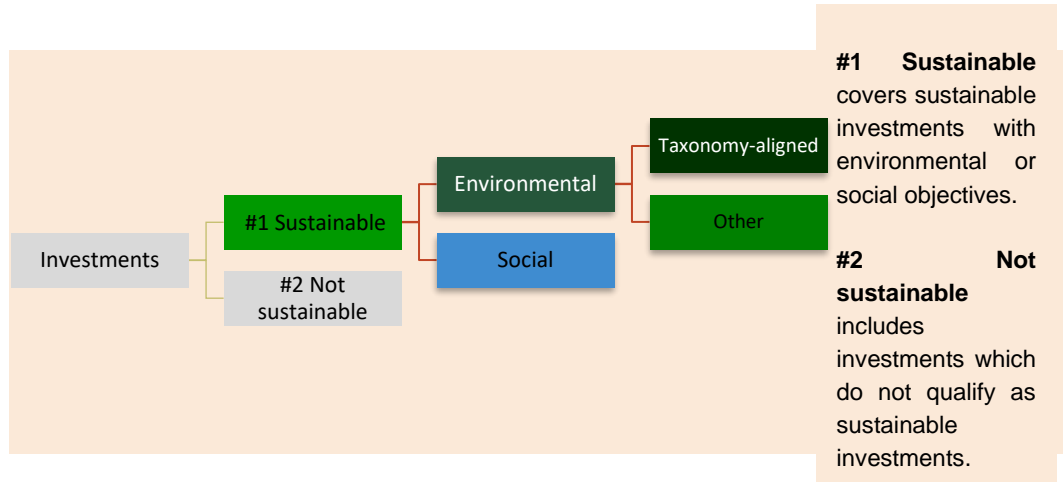 Investments
#1 Sustainable
#2 Not
sustainable
Environmental
Social
Taxonomy-aligned
Other
#1 Sustainable
covers sustainable
investments with
environmental or
social objectives.
#2 Not
sustainable
includes
investments which
do not qualify as
sustainable
investments.